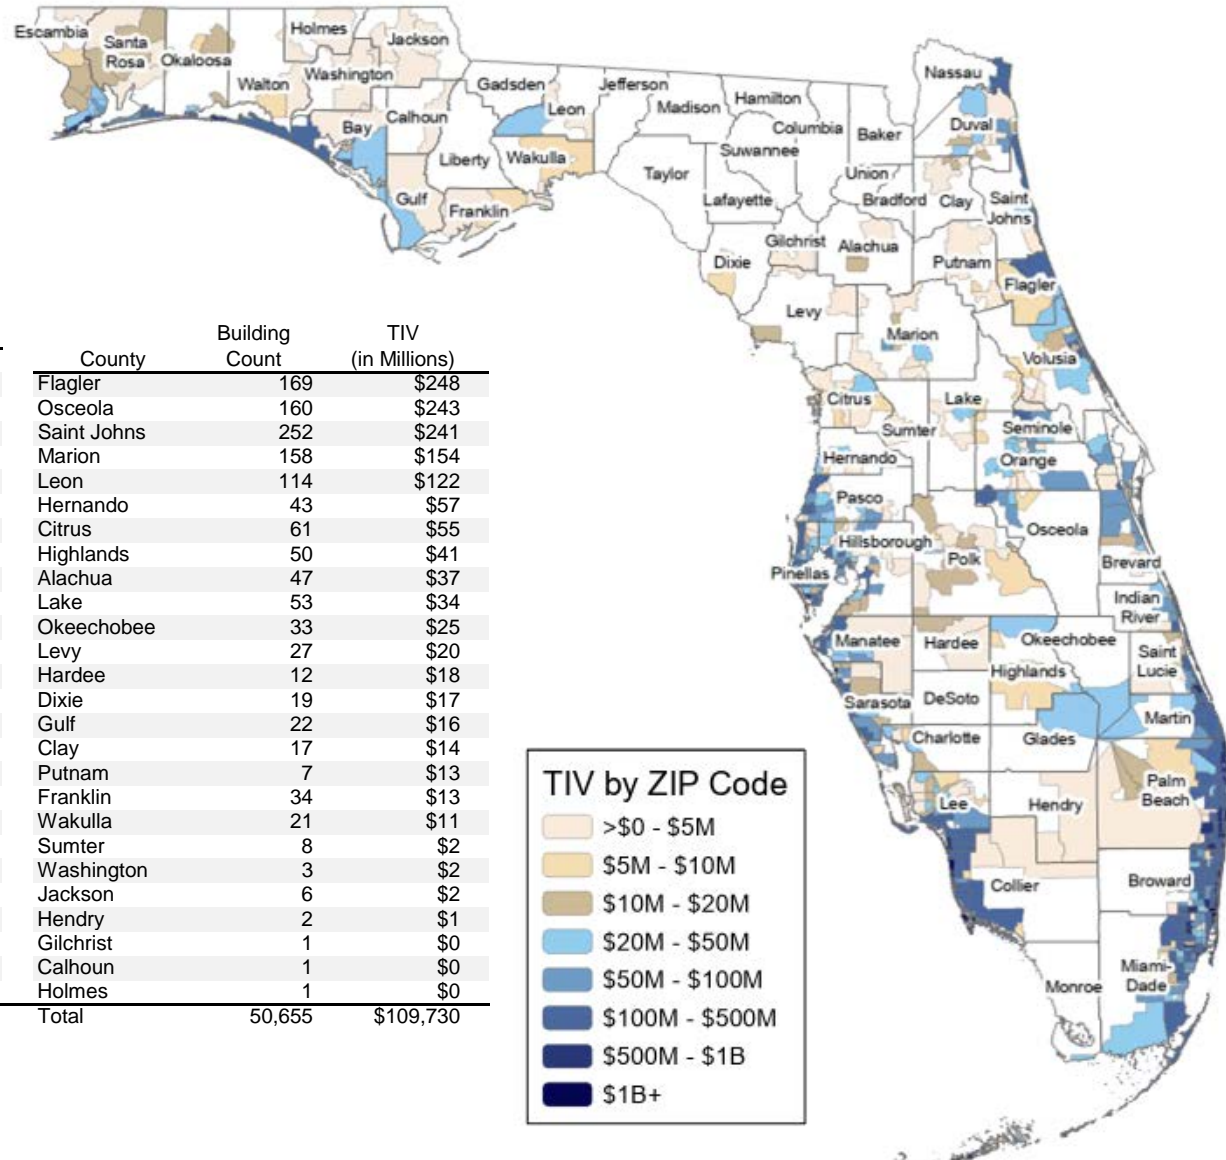 Escambia
Santa
Rosa
Okaloosa
Holmes
Jackson
Walton
Washington
Bay
Calhoun
Gadsden
Leon
Liberty
Wakulla
Gulf
Franklin
Jefferson
Madison
Hamilton
Columbia
Suwannee
Taylor
Lafayette
Baker
Nassau
Duval
Union
Bradford
Clay
Saint
Johns
Dixie
Gilchrist
Alachua
Putnam
Flagler
Levy
Marion
Volusia
Citrus
Lake
Sumter
Seminole
Hernando
Orange
Pasco
Osceola
Hillsborough
Polk
Pinellas
Brevard
Indian
River
Manatee
Hardee
Okeechobee
Highlands
Saint
Lucie
Sarasota
DeSoto
Martin
Charlotte
Glades
Lee
Hendry
Palm
Beach
Collier
Broward
Miami-
Dade
Monroe
Building TIV
County Count (in Millions)
Flagler 169 $248
Osceola 160 $243
Saint Johns 252 $241
Marion 158 $154
Leon 114 $122
Hernando 43 $57
Citrus 61 $55
Highlands 50 $41
Alachua 47 $37
Lake 53 $34
Okeechobee 33 $25
Levy 27 $20
Hardee 12 $18
Dixie 19 $17
Gulf 22 $16
Clay 17 $14
Putnam 7 $13
Franklin 34 $13
Wakulla 21 $11
Sumter 8 $2
Washington 3 $2
Jackson 6 $2
Hendry 2 $1
Gilchrist 1 $0
Calhoun 1 $0
Holmes 1 $0
Total 50,655 $109,730
TIV by ZIP Code
>$0 - $5M
$5M - $10M
$10M - $20M
$20M - $50M
$50M - $100M
$100M - $500M
$500M - $1B
$1B+